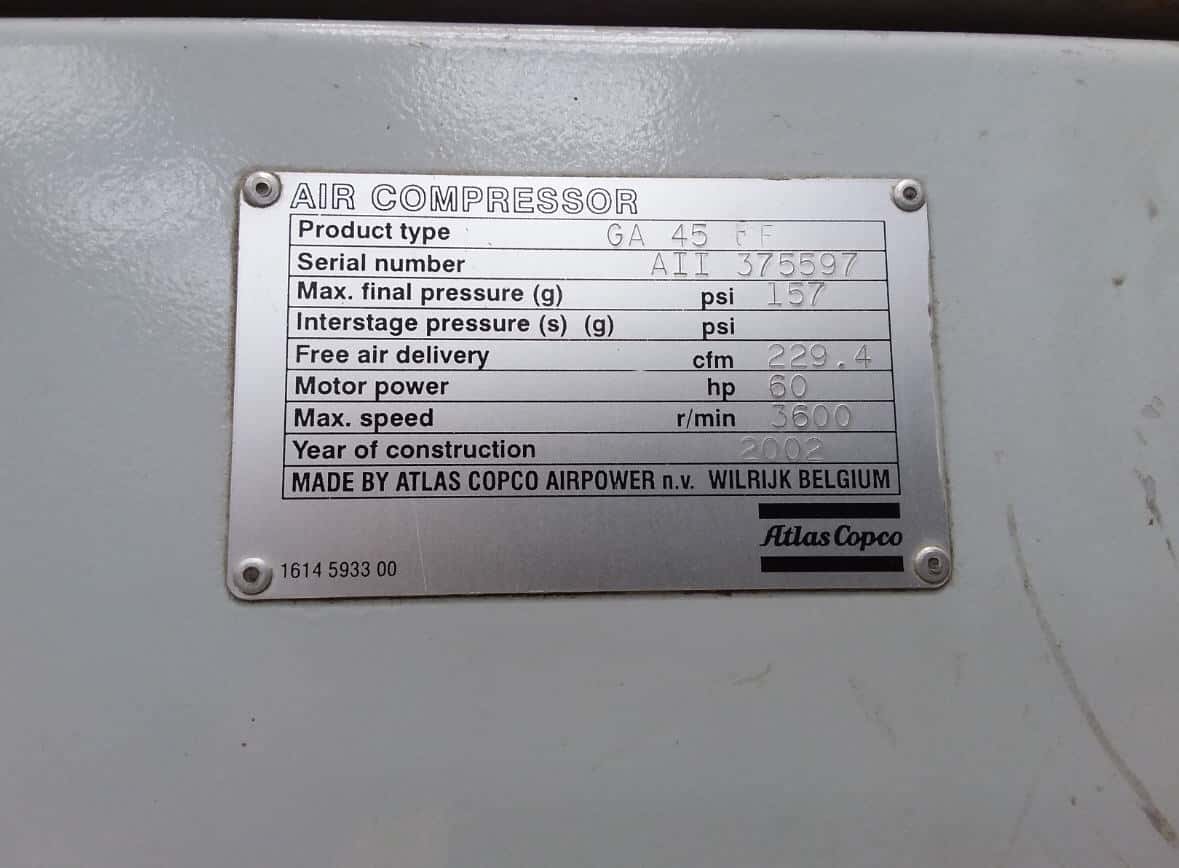 AIR COMPRESSOR
Product type GA 45 FF
Serial number AII 375597
Max. final pressure (g) psi 157
Interstage pressure (s) (g) psi
Free air delivery cfm 229.4
Motor power hp 60
Max. speed r/min 3600
Year of construction 2002
MADE BY ATLAS COPCO AIRPOWER n.v. WILRIJK BELGIUM
Atlas Copco
1614 5933 00